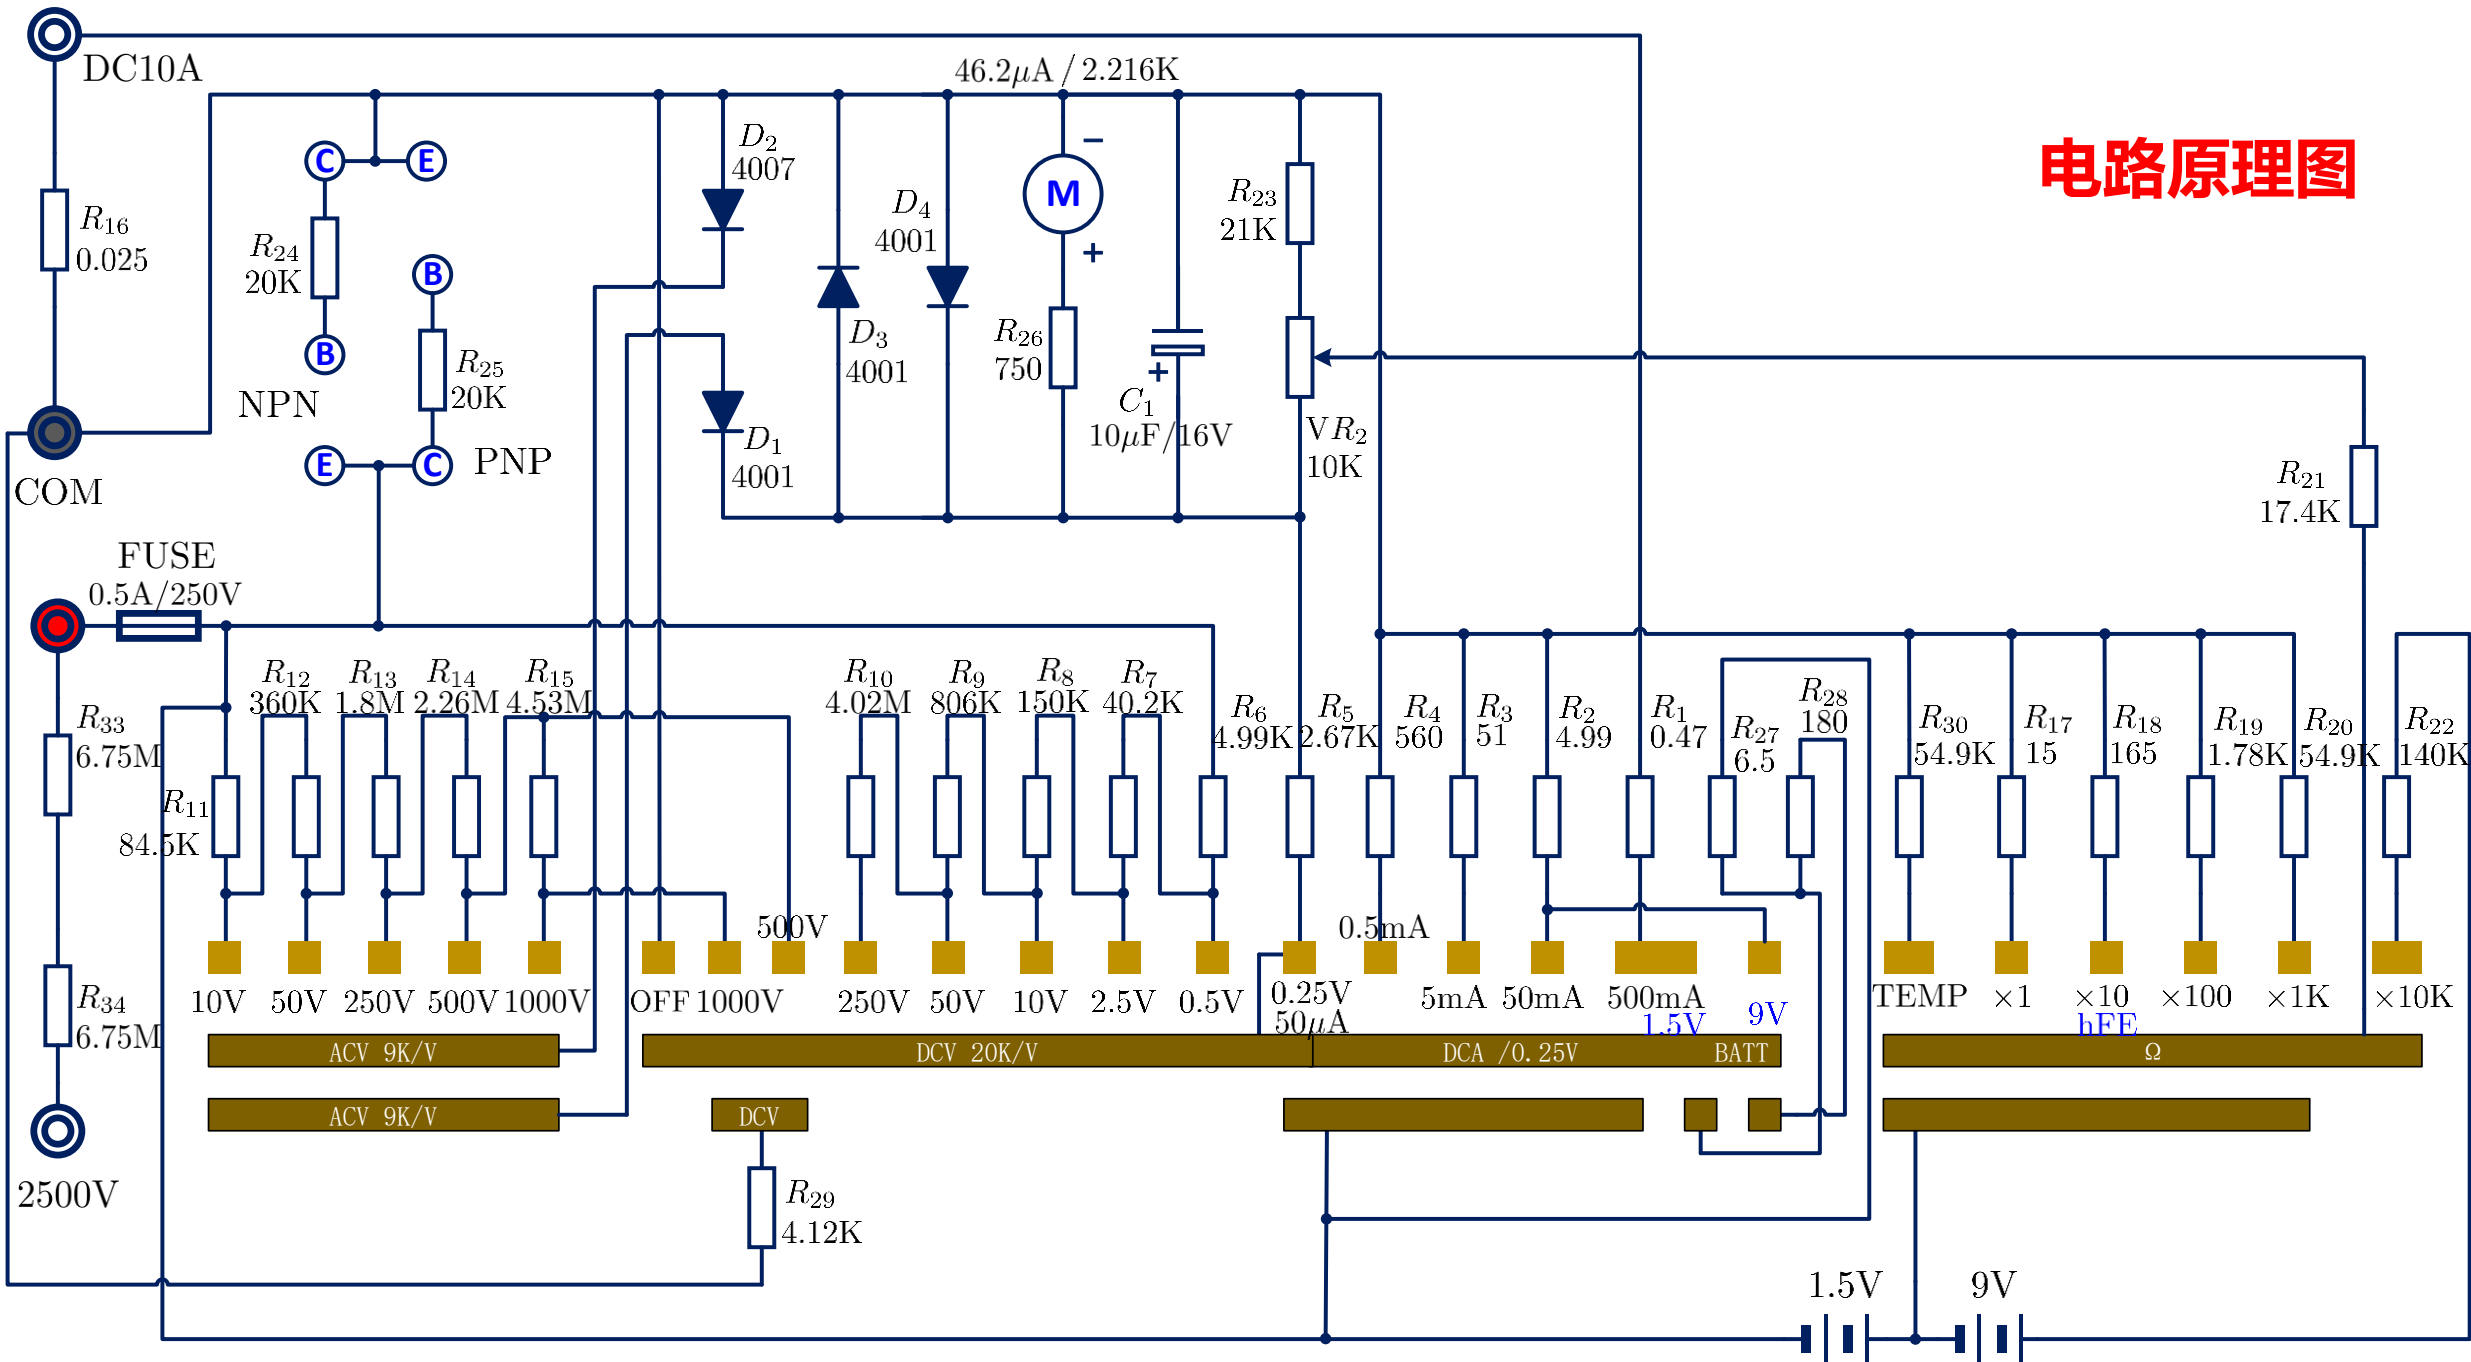 DC10A
46.2μA / 2.216K
电路原理图
D2
4007
C
E
−
M
D4
4001
R23
21K
R16
0.025
R24
20K
B
+
D3
4001
R26
750
B
R25
20K
NPN
+
C1
10μF/16V
VR2
10K
D1
4001
E
C
PNP
R21
17.4K
COM
FUSE
0.5A/250V
R12
360K
R13
1.8M
R14
2.26M
R15
4.53M
R10
4.02M
R9
806K
R8
150K
R7
40.2K
R6
4.99K
R5
2.67K
R4
560
R3
51
R2
4.99
R1
0.47
R27
6.5
R28
180
R30
54.9K
R17
15
R18
165
R19
1.78K
R20
54.9K
R22
140K
R33
6.75M
R11
84.5K
500V
0.5mA
R34
6.75M
10V
50V
250V
500V
1000V
OFF
1000V
250V
50V
10V
2.5V
0.5V
0.25V
50μA
5mA
50mA
500mA
1.5V
9V
TEMP
×1
×10
hFE
×100
×1K
×10K
ACV 9K/V
DCV 20K/V
DCA /0.25V
BATT
Ω
ACV 9K/V
DCV
2500V
R29
4.12K
1.5V
9V